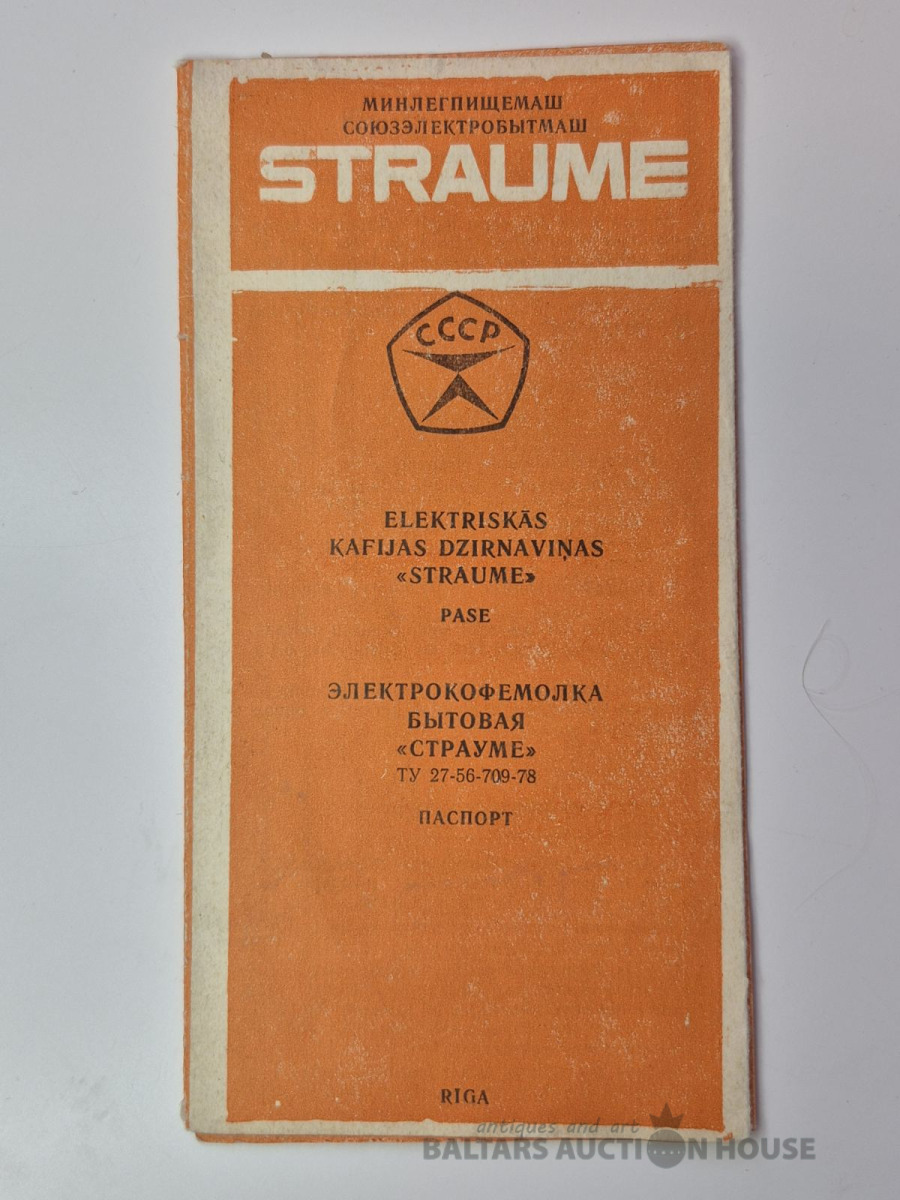 МИНЛЕГПИЩЕМАШ
СОЮЗЭЛЕКТРОБЫТМАШ
STRAUME
СССР
ELEKTRISKĀS
KAFIJAS DZIRNAVIŅAS
«STRAUME»
PASE
ЭЛЕКТРОКОФЕМОЛКА
БЫТОВАЯ
«СТРАУМЕ»
ТУ 27-56-709-78
ПАСПОРТ
RĪGA
antiques and art
BALTARS AUCTION HOUSE